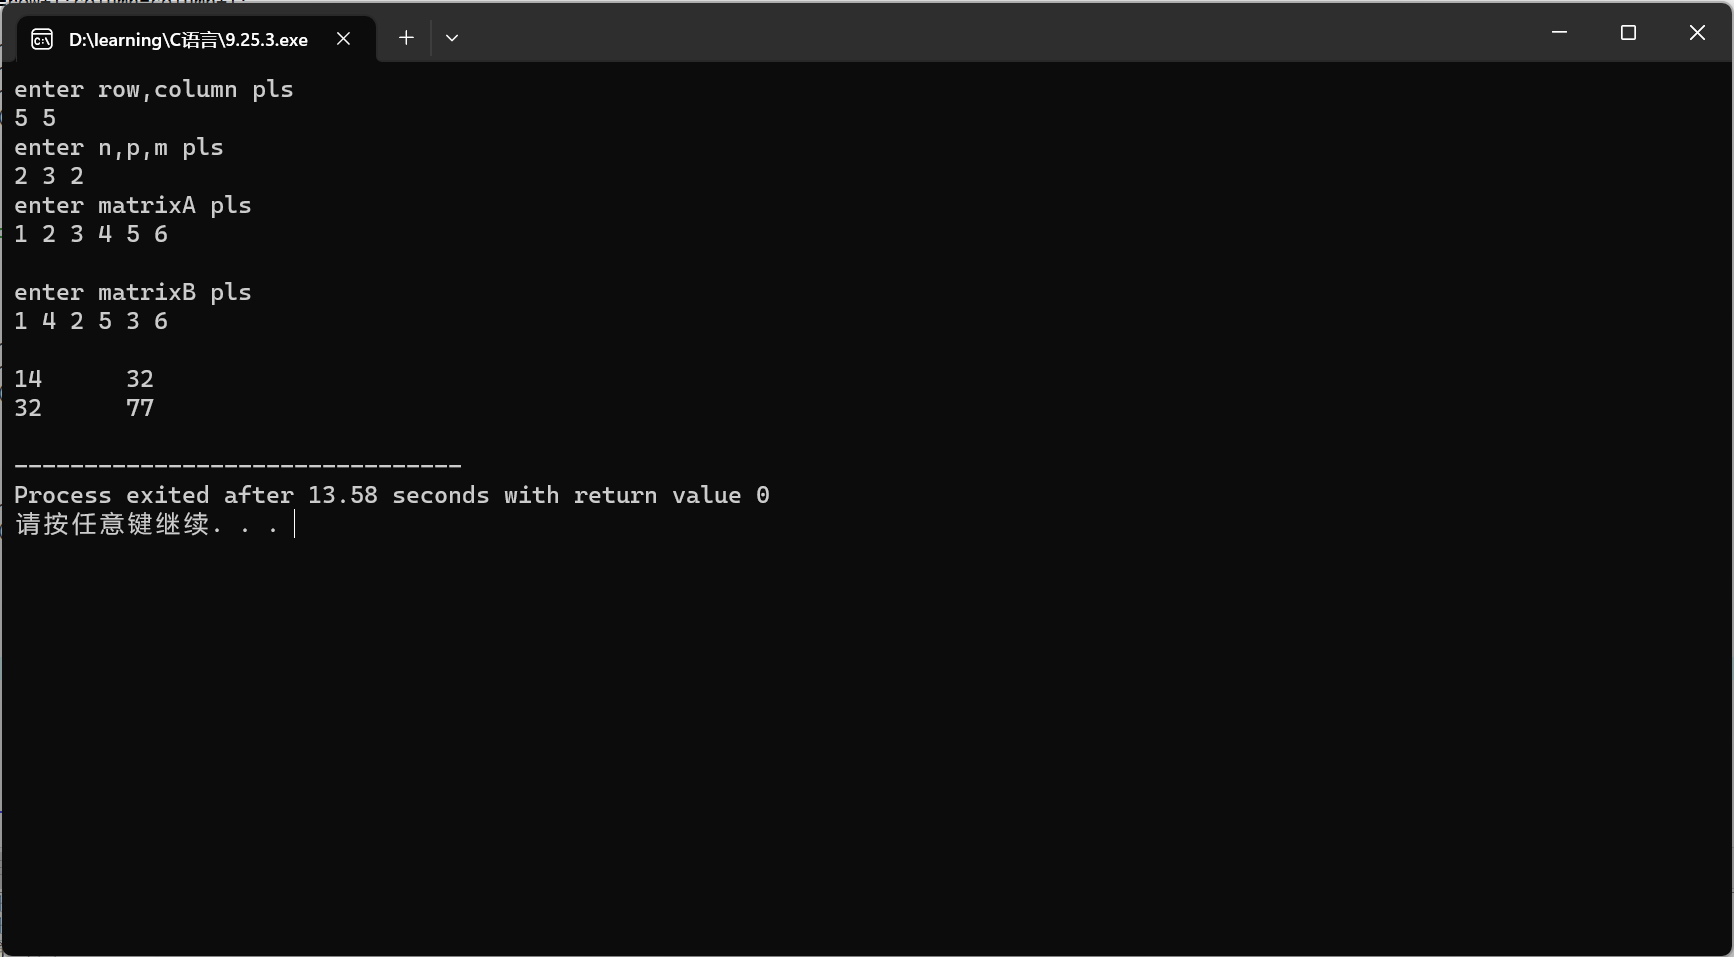 D:\learning\C语言\9.25.3.exe
enter row,column pls
5 5
enter n,p,m pls
2 3 2
enter matrixA pls
1 2 3 4 5 6
enter matrixB pls
1 4 2 5 3 6
14 32
32 77
--------------------------------
Process exited after 13.58 seconds with return value 0
请按任意键继续. . .